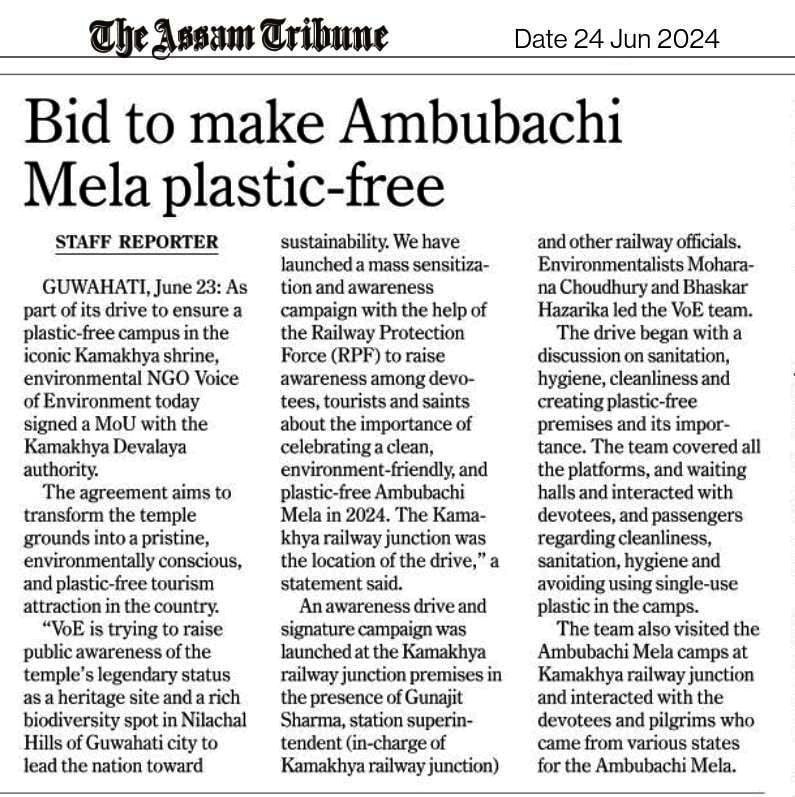 The Assam Tribune
Date 24 Jun 2024
Bid to make Ambubachi
Mela plastic-free
STAFF REPORTER
GUWAHATI, June 23: As
part of its drive to ensure a
plastic-free campus in the
iconic Kamakhya shrine,
environmental NGO Voice
of Environment today
signed a MoU with the
Kamakhya Devalaya
authority.
The agreement aims to
transform the temple
grounds into a pristine,
environmentally conscious,
and plastic-free tourism
attraction in the country.
“VoE is trying to raise
public awareness of the
temple’s legendary status
as a heritage site and a rich
biodiversity spot in Nilachal
Hills of Guwahati city to
lead the nation toward
sustainability. We have
launched a mass sensitiza-
tion and awareness
campaign with the help of
the Railway Protection
Force (RPF) to raise
awareness among devo-
tees, tourists and saints
about the importance of
celebrating a clean,
environment-friendly, and
plastic-free Ambubachi
Mela in 2024. The Kama-
khya railway junction was
the location of the drive,” a
statement said.
An awareness drive and
signature campaign was
launched at the Kamakhya
railway junction premises in
the presence of Gunajit
Sharma, station superin-
tendent (in-charge of
Kamakhya railway junction)
and other railway officials.
Environmentalists Mohara-
na Choudhury and Bhaskar
Hazarika led the VoE team.
The drive began with a
discussion on sanitation,
hygiene, cleanliness and
creating plastic-free
premises and its impor-
tance. The team covered all
the platforms, and waiting
halls and interacted with
devotees, and passengers
regarding cleanliness,
sanitation, hygiene and
avoiding using single-use
plastic in the camps.
The team also visited the
Ambubachi Mela camps at
Kamakhya railway junction
and interacted with the
devotees and pilgrims who
came from various states
for the Ambubachi Mela.